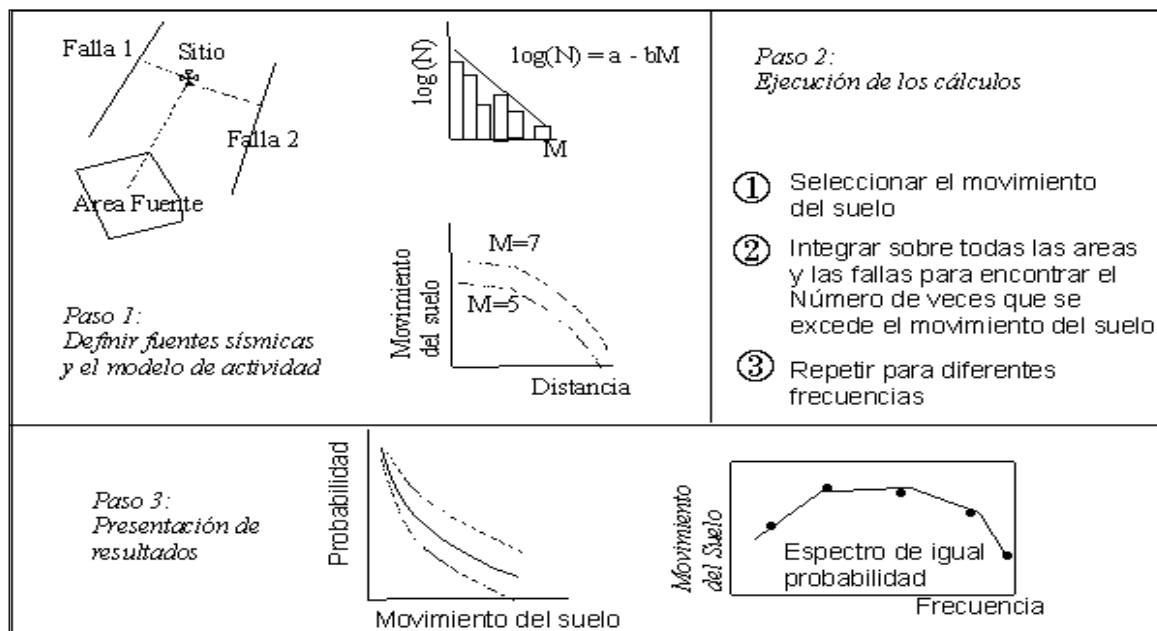 Falla 1
Sitio
Falla 2
Area Fuente
log(N) = a - bM
log(N)
M
M=7
M=5
Movimiento
del suelo
Distancia
Paso 1:
Definir fuentes sísmicas
y el modelo de actividad
Paso 2:
Ejecución de los cálculos
1 Seleccionar el movimiento
del suelo
2 Integrar sobre todas las areas
y las fallas para encontrar el
Número de veces que se
excede el movimiento del suelo
3 Repetir para diferentes
frecuencias
Paso 3:
Presentación de
resultados
Probabilidad
Movimiento del suelo
Movimiento
del Suelo
Espectro de igual
probabilidad
Frecuencia